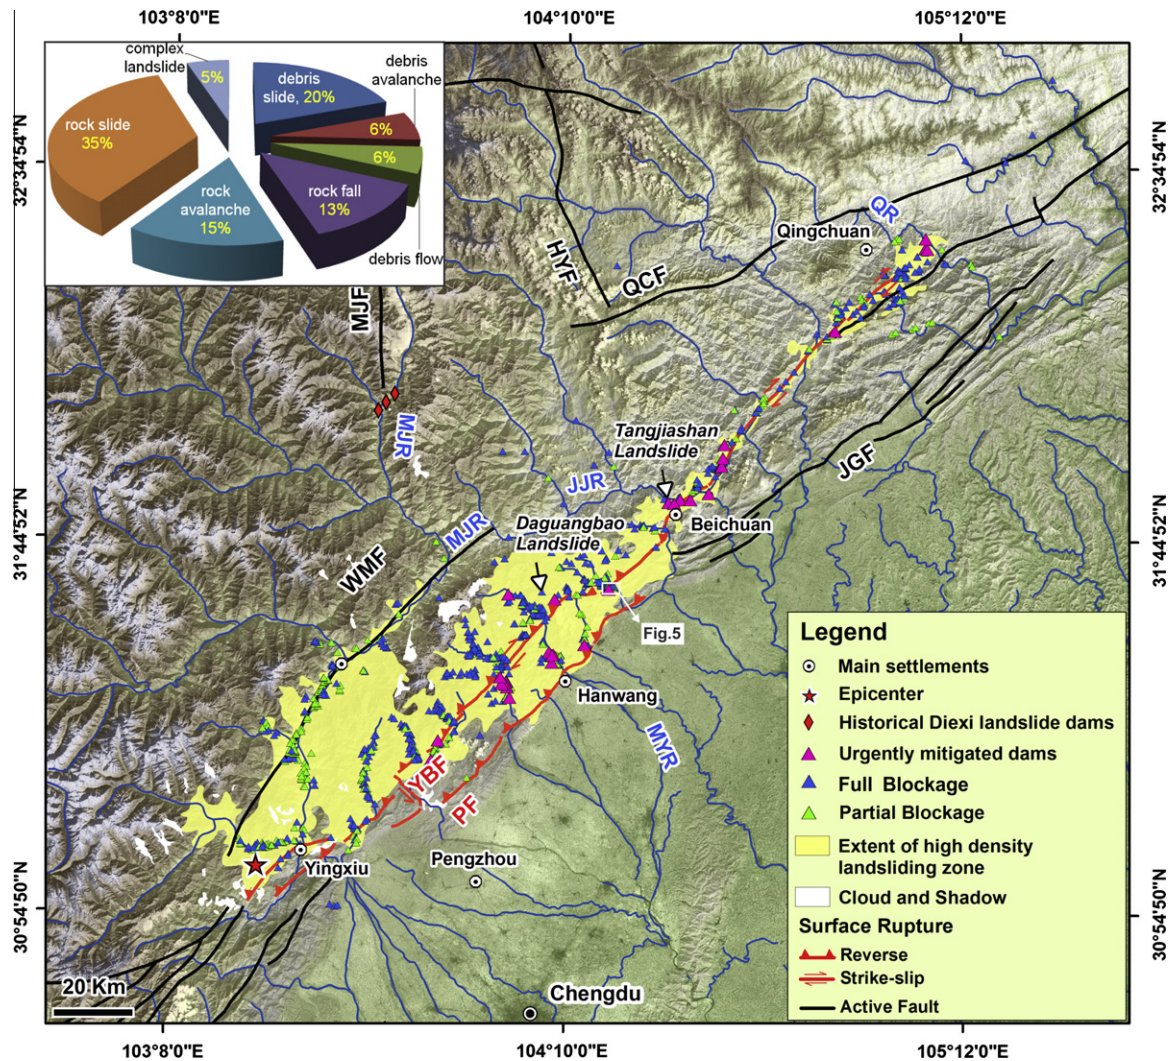 103°8'0"E
104°10'0"E
105°12'0"E
complex
landslide
5%
debris
slide, 20%
debris
avalanche
6%
6%
rock slide
35%
rock
avalanche
15%
rock fall
13%
debris flow
32°34'54"N
32°34'54"N
MJF
HYF
QCF
QR
Qingchuan
MJR
Tangjiashan
Landslide
JGF
JJR
31°44'52"N
31°44'52"N
MJR
Beichuan
Daguangbao
Landslide
WMF
Fig.5
Hanwang
MYR
YBF
PF
Yingxiu
Pengzhou
30°54'50"N
30°54'50"N
Chengdu
20 Km
Legend
Main settlements
Epicenter
Historical Diexi landslide dams
Urgently mitigated dams
Full Blockage
Partial Blockage
Extent of high density
landsliding zone
Cloud and Shadow
Surface Rupture
Reverse
Strike-slip
Active Fault
103°8'0"E
104°10'0"E
105°12'0"E